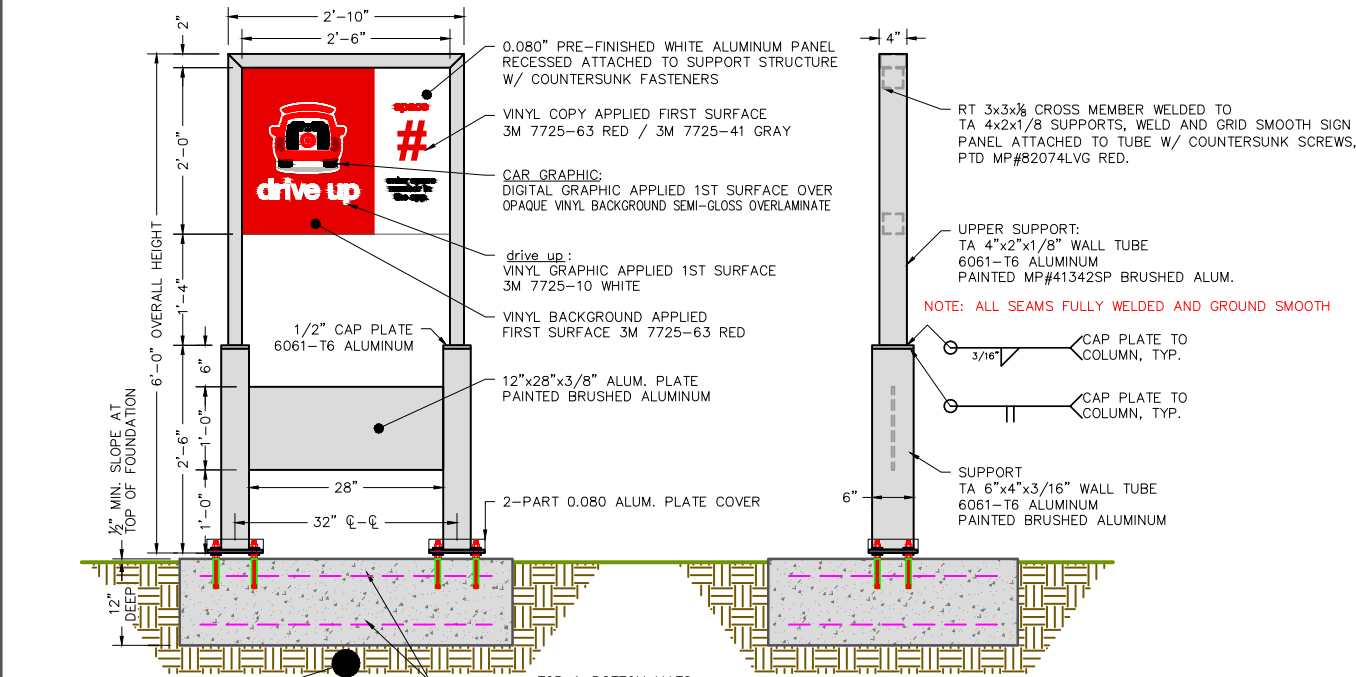 2'-10"
2'-6"
2"
2'-0"
1'-4"
6'-0" OVERALL HEIGHT
6"
1'-0"
2'-6"
1'-0"
½" MIN. SLOPE AT
TOP OF FOUNDATION
12"
DEEP
28"
32" ℄-℄
space
#
enter space
number in
the app.
drive up
0.080" PRE-FINISHED WHITE ALUMINUM PANEL
RECESSED ATTACHED TO SUPPORT STRUCTURE
W/ COUNTERSUNK FASTENERS
VINYL COPY APPLIED FIRST SURFACE
3M 7725-63 RED / 3M 7725-41 GRAY
CAR GRAPHIC:
DIGITAL GRAPHIC APPLIED 1ST SURFACE OVER
OPAQUE VINYL BACKGROUND SEMI-GLOSS OVERLAMINATE
drive up:
VINYL GRAPHIC APPLIED 1ST SURFACE
3M 7725-10 WHITE
VINYL BACKGROUND APPLIED
FIRST SURFACE 3M 7725-63 RED
1/2" CAP PLATE
6061-T6 ALUMINUM
12"x28"x3/8" ALUM. PLATE
PAINTED BRUSHED ALUMINUM
2-PART 0.080 ALUM. PLATE COVER
4"
RT 3x3x⅛ CROSS MEMBER WELDED TO
TA 4x2x1/8 SUPPORTS, WELD AND GRID SMOOTH SIGN
PANEL ATTACHED TO TUBE W/ COUNTERSUNK SCREWS,
PTD MP#82074LVG RED.
UPPER SUPPORT:
TA 4"x2"x1/8" WALL TUBE
6061-T6 ALUMINUM
PAINTED MP#41342SP BRUSHED ALUM.
NOTE: ALL SEAMS FULLY WELDED AND GROUND SMOOTH
3/16"
CAP PLATE TO
COLUMN, TYP.
CAP PLATE TO
COLUMN, TYP.
6"
SUPPORT
TA 6"x4"x3/16" WALL TUBE
6061-T6 ALUMINUM
PAINTED BRUSHED ALUMINUM